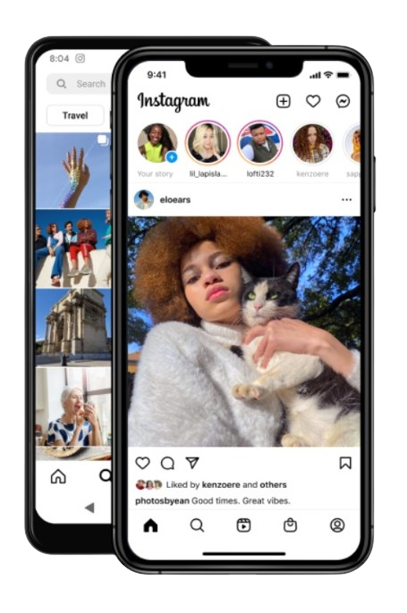 8:04
Search
Travel
9:41
Instagram
Your story
lil_lapisla...
lofti232
kenzoere
eloears
Liked by kenzoere and others
photosbyean Good times. Great vibes.